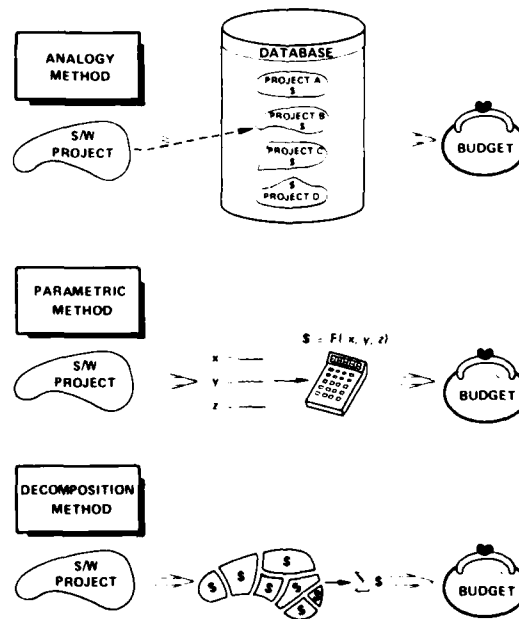 ANALOGY
METHOD
S/W
PROJECT
DATABASE
PROJECT A
$
PROJECT B
$
PROJECT C
$
$
PROJECT D
BUDGET
PARAMETRIC
METHOD
S/W
PROJECT
x
y
z
$ = F( x, y, z)
BUDGET
DECOMPOSITION
METHOD
S/W
PROJECT
$ $ $ $ $ $ $
∑ $
BUDGET